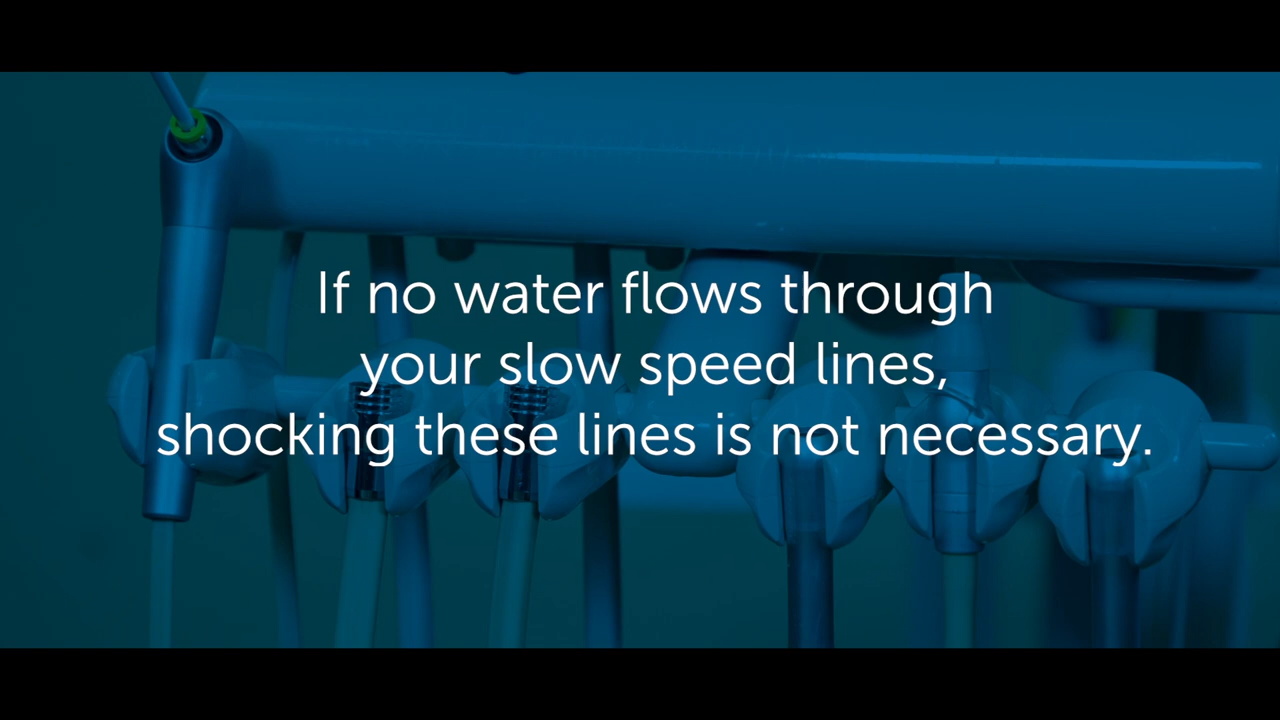 If no water flows through
your slow speed lines,
shocking these lines is not necessary.